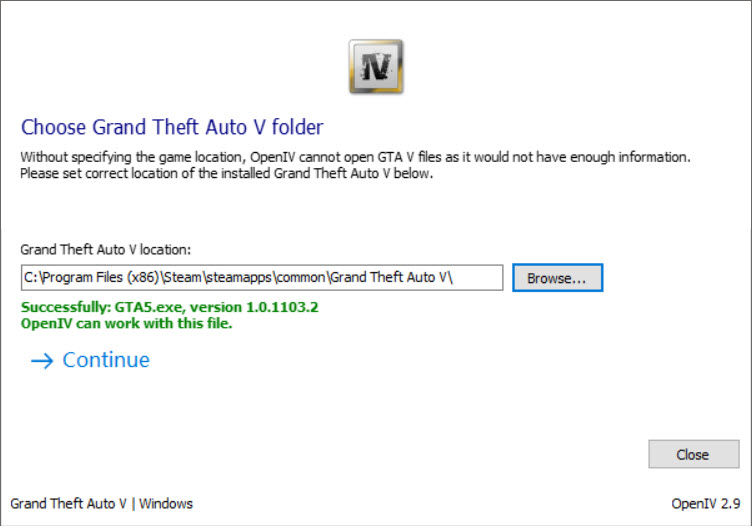 IV
Choose Grand Theft Auto V folder
Without specifying the game location, OpenIV cannot open GTA V files as it would not have enough information.
Please set correct location of the installed Grand Theft Auto V below.
Grand Theft Auto V location:
C:\Program Files (x86)\Steam\steamapps\common\Grand Theft Auto V\
Browse...
Successfully: GTA5.exe, version 1.0.1103.2
OpenIV can work with this file.
→ Continue
Close
Grand Theft Auto V | Windows
OpenIV 2.9